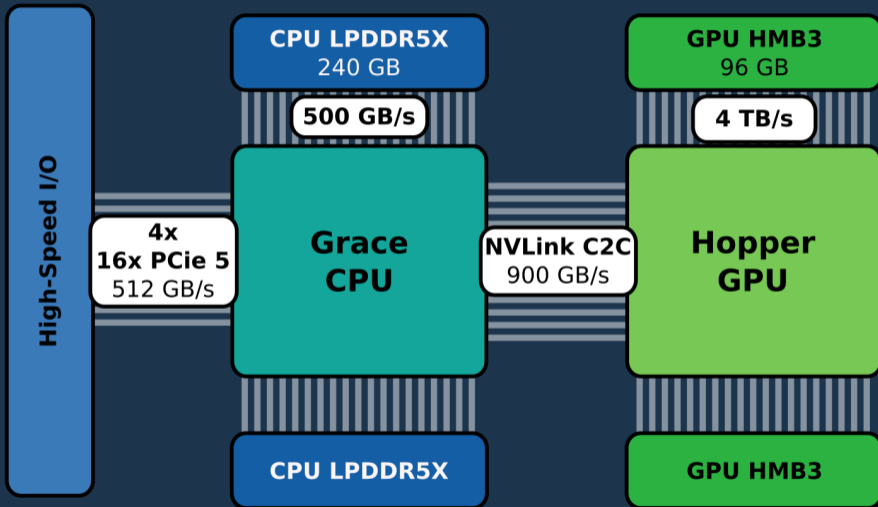 High-Speed I/O
CPU LPDDR5X
240 GB
500 GB/s
GPU HMB3
96 GB
4 TB/s
4x
16x PCie 5
512 GB/s
Grace
CPU
NVLink C2C
900 GB/s
Hopper
GPU
CPU LPDDR5X
GPU HMB3